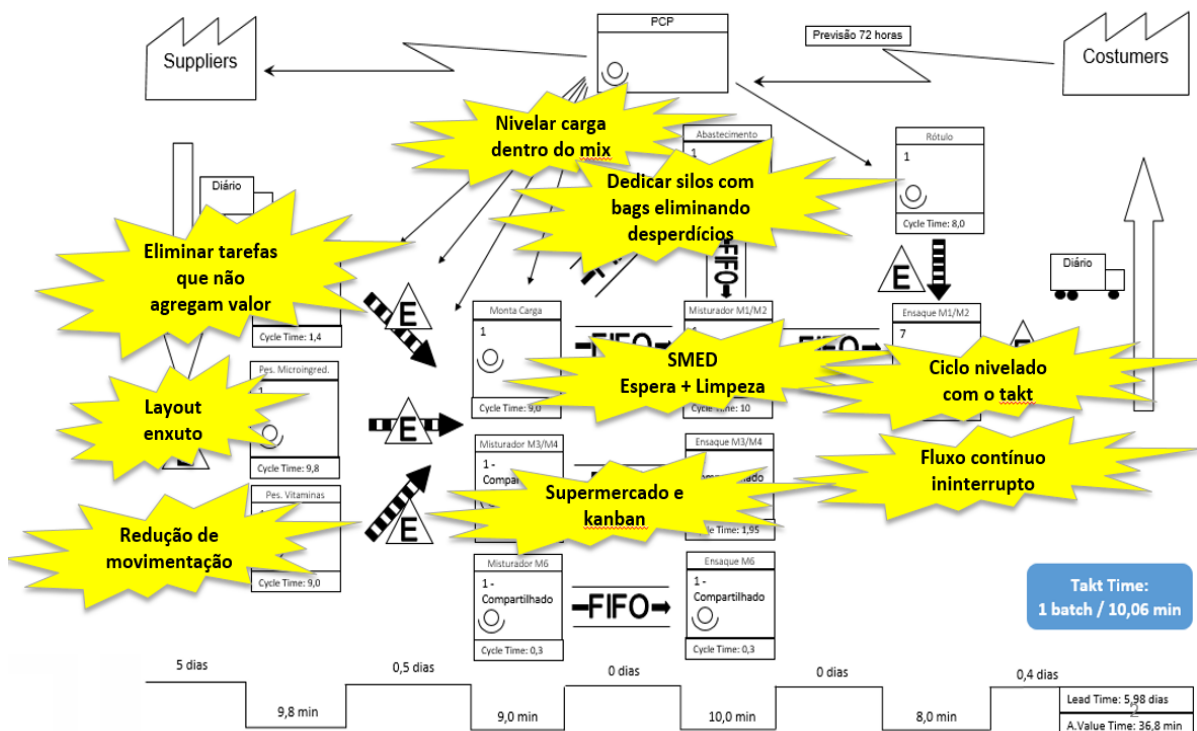 PCP
Previsão 72 horas
Suppliers
Costumers
Nivelar carga
dentro do mix
Abastecimento
1
Rótulo
1
Cycle Time: 8,0
Diário
Dedicar silos com
bags eliminando
desperdícios
Eliminar tarefas
que não
agregam valor
FIFO
FIFO
E
E
Diário
Cycle Time: 1,4
Monta Carga
1
Cycle Time: 9,0
Misturador M1/M2
FIFO
FIFO
Ensaque M1/M2
7
SMED
Espera + Limpeza
Cycle Time: 10
Ciclo nivelado
com o takt
Pes. Microingred.
Cycle Time: 9,8
Layout
enxuto
E
Misturador M3/M4
1 -
Ensaque M3/M4
Cycle Time: 1,95
Supermercado e
kanban
Fluxo contínuo
ininterrupto
Pes. Vitaminas
Cycle Time: 9,0
Redução de
movimentação
E
Misturador M6
1 -
Compartilhado
Cycle Time: 0,3
FIFO
Ensaque M6
1 -
Compartilhado
Cycle Time: 0,3
Takt Time:
1 batch / 10,06 min
5 dias
0,5 dias
0 dias
0 dias
0,4 dias
9,8 min
9,0 min
10,0 min
8,0 min
Lead Time: 5,98 dias
2
A.Value Time: 36,8 min